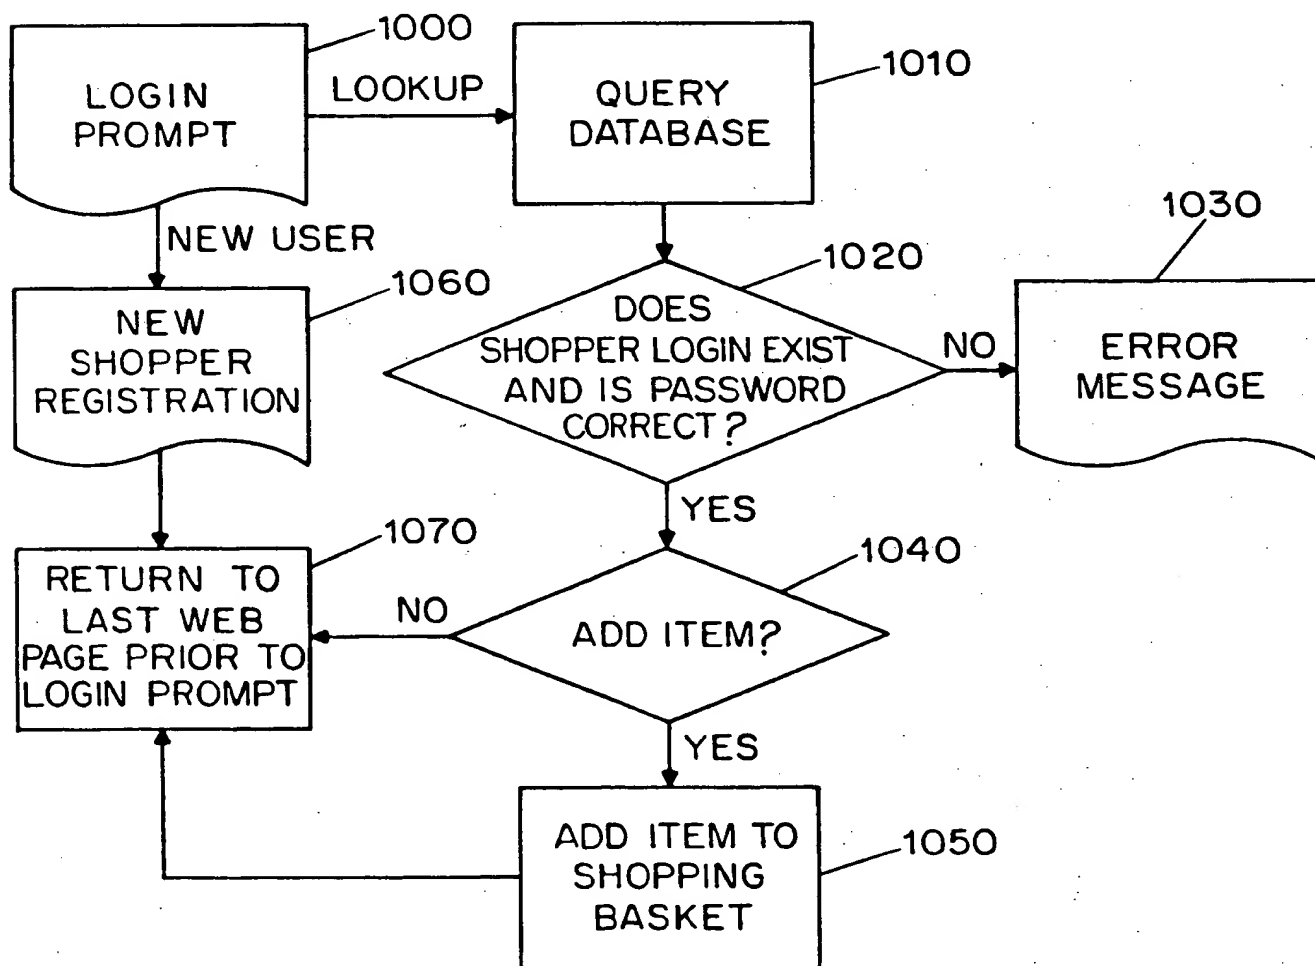 1000
LOGIN
PROMPT
LOOKUP
QUERY
DATABASE
1010
NEW USER
1060
NEW
SHOPPER
REGISTRATION
1020
DOES
SHOPPER LOGIN EXIST
AND IS PASSWORD
CORRECT?
NO
1030
ERROR
MESSAGE
YES
1070
RETURN TO
LAST WEB
PAGE PRIOR TO
LOGIN PROMPT
NO
1040
ADD ITEM?
YES
ADD ITEM TO
SHOPPING
BASKET
1050